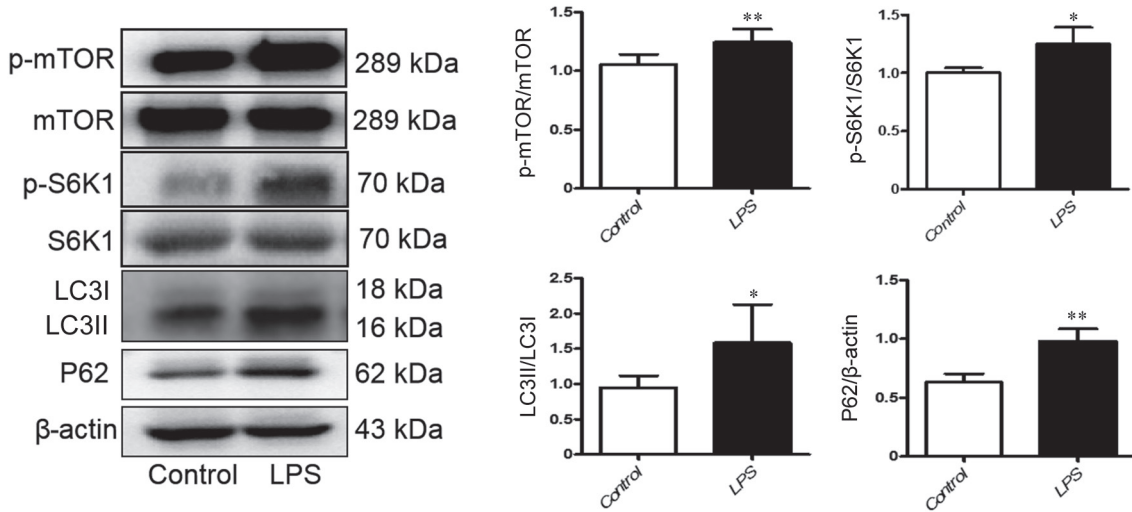 p-mTOR 289 kDa
mTOR 289 kDa
p-S6K1 70 kDa
S6K1 70 kDa
LC3I 18 kDa
LC3II 16 kDa
P62 62 kDa
β-actin 43 kDa
Control LPS
p-mTOR/mTOR
1.5
1.0
0.5
0
**
Control LPS
p-S6K1/S6K1
1.5
1.0
0.5
0
*
Control LPS
LC3II/LC3I
2.5
2.0
1.5
1.0
0.5
0
*
Control LPS
P62/β-actin
1.5
1.0
0.5
0
**
Control LPS